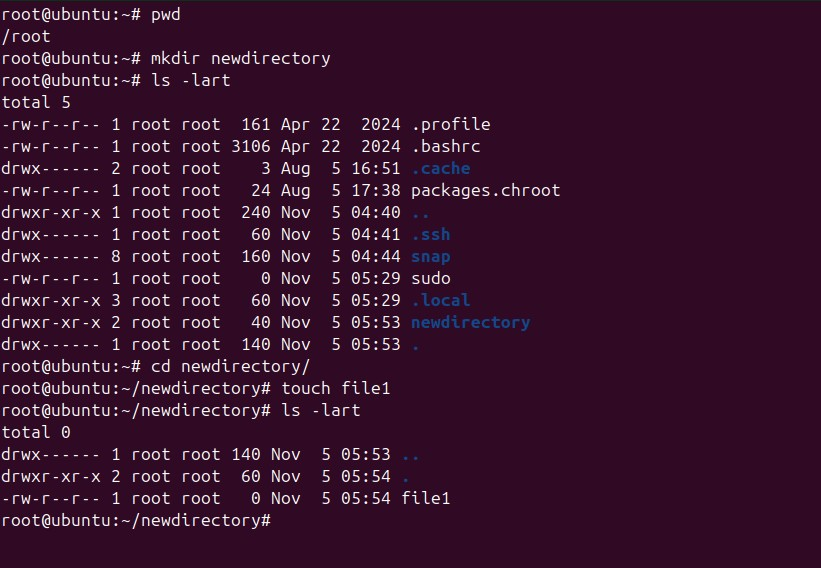 root@ubuntu:~# pwd
/root
root@ubuntu:~# mkdir newdirectory
root@ubuntu:~# ls -lart
total 5
-rw-r--r-- 1 root root  161 Apr 22  2024 .profile
-rw-r--r-- 1 root root 3106 Apr 22  2024 .bashrc
drwx------ 2 root root    3 Aug  5 16:51 .cache
-rw-r--r-- 1 root root   24 Aug  5 17:38 packages.chroot
drwxr-xr-x 1 root root  240 Nov  5 04:40 ..
drwx------ 1 root root   60 Nov  5 04:41 .ssh
drwx------ 8 root root  160 Nov  5 04:44 snap
-rw-r--r-- 1 root root    0 Nov  5 05:29 sudo
drwxr-xr-x 3 root root   60 Nov  5 05:29 .local
drwxr-xr-x 2 root root   40 Nov  5 05:53 newdirectory
drwx------ 1 root root  140 Nov  5 05:53 .
root@ubuntu:~# cd newdirectory/
root@ubuntu:~/newdirectory# touch file1
root@ubuntu:~/newdirectory# ls -lart
total 0
drwx------ 1 root root 140 Nov  5 05:53 ..
drwxr-xr-x 2 root root  60 Nov  5 05:54 .
-rw-r--r-- 1 root root   0 Nov  5 05:54 file1
root@ubuntu:~/newdirectory#